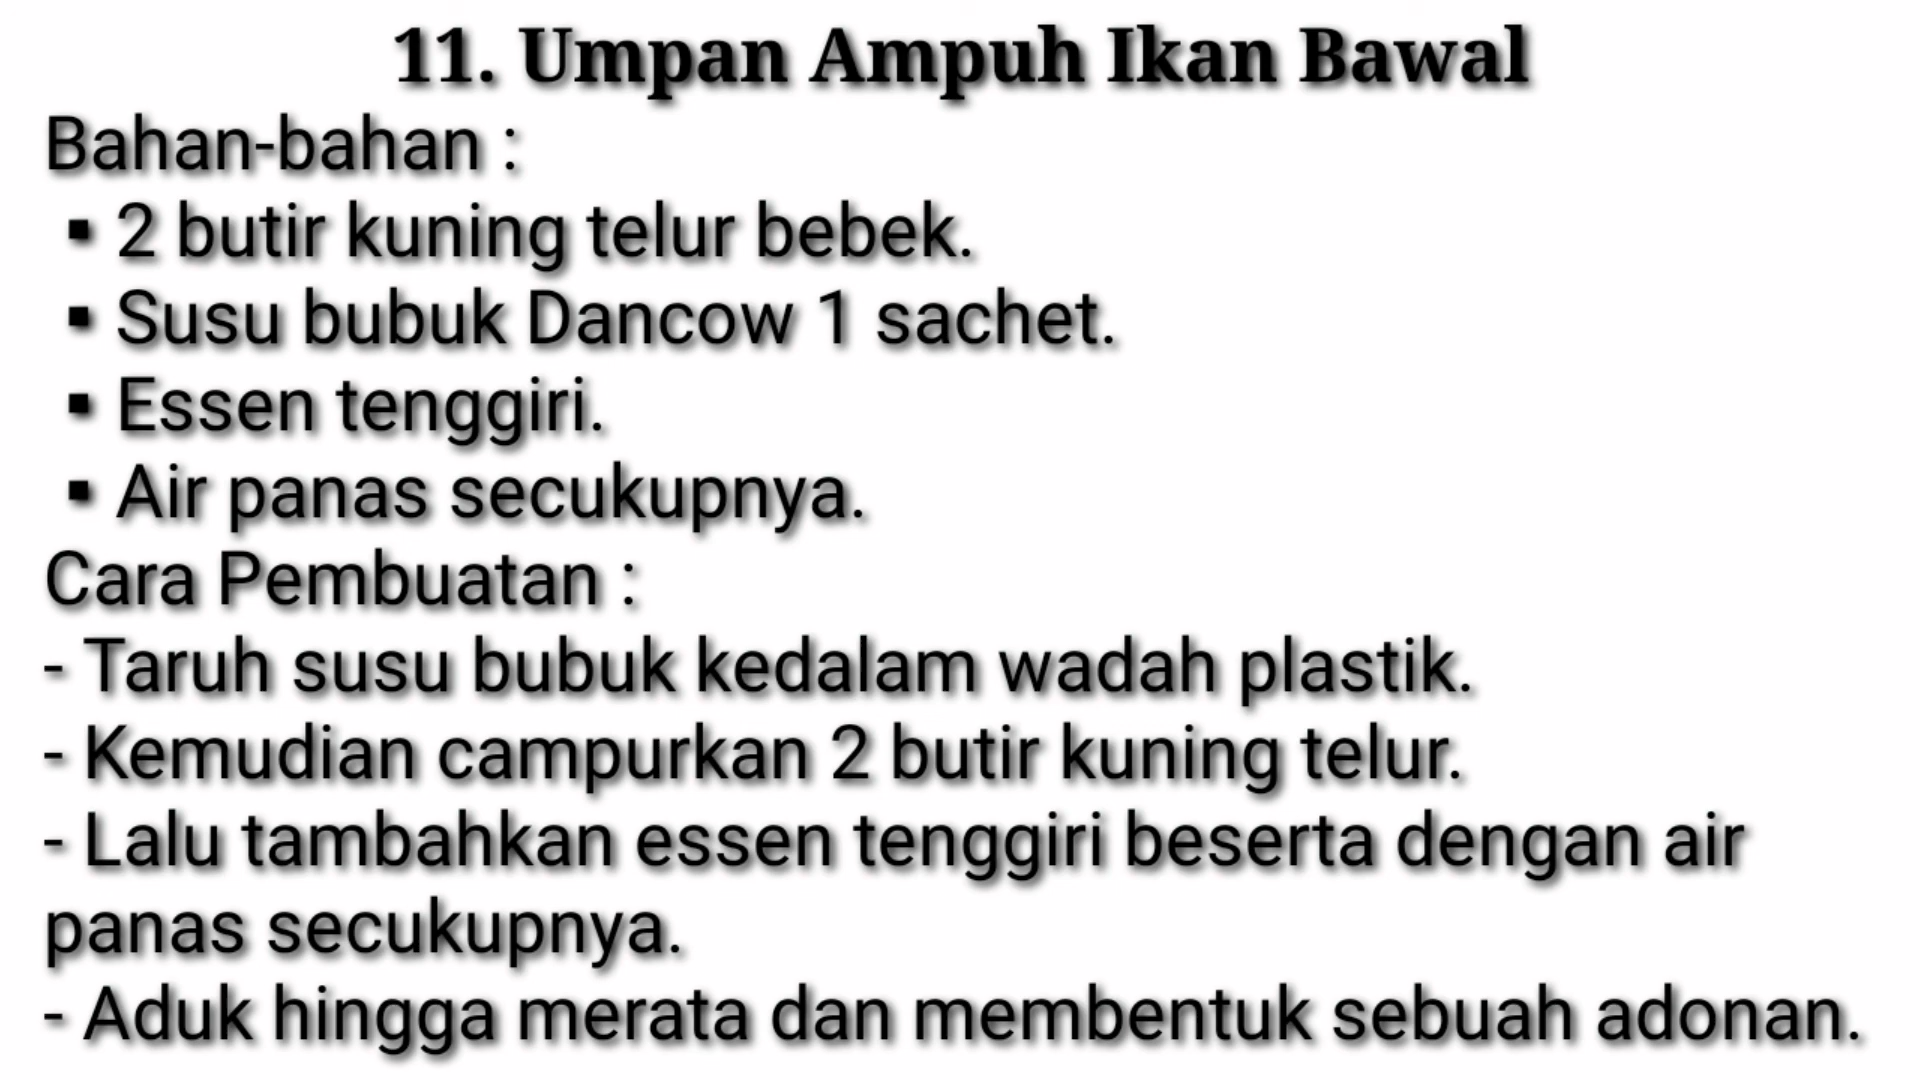 11. Umpan Ampuh Ikan Bawal
Bahan-bahan :
▪ 2 butir kuning telur bebek.
▪ Susu bubuk Dancow 1 sachet.
▪ Essen tenggiri.
▪ Air panas secukupnya.
Cara Pembuatan :
- Taruh susu bubuk kedalam wadah plastik.
- Kemudian campurkan 2 butir kuning telur.
- Lalu tambahkan essen tenggiri beserta dengan air
panas secukupnya.
- Aduk hingga merata dan membentuk sebuah adonan.